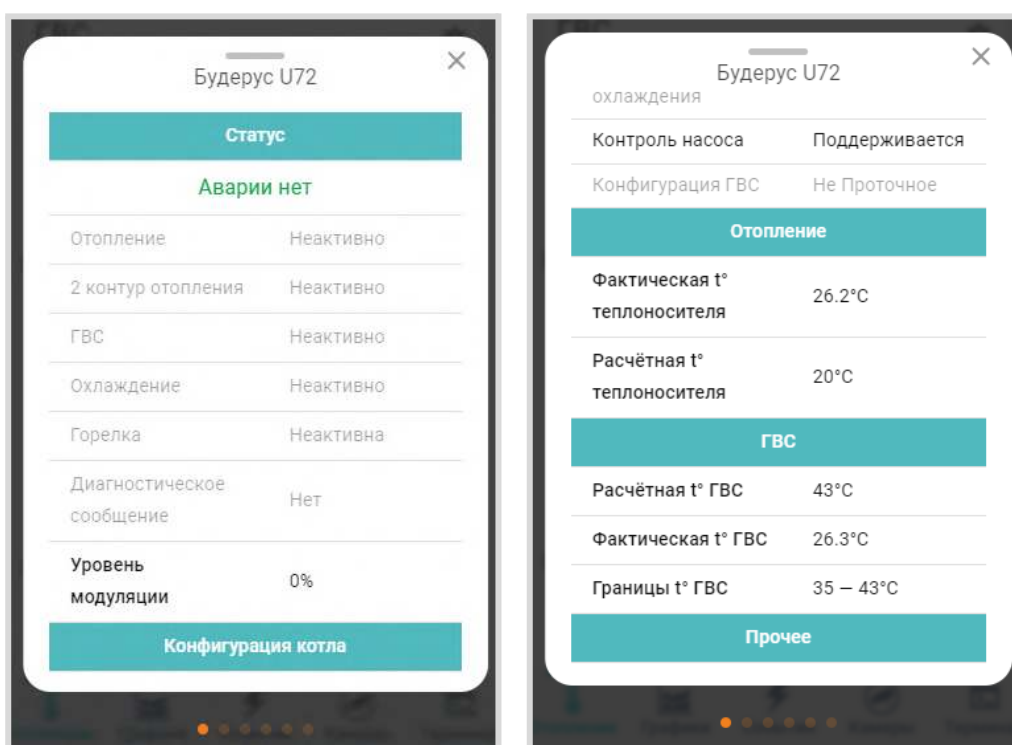 Будерус U72
Статус
Аварии нет
Отопление Неактивно
2 контур отопления Неактивно
ГВС Неактивно
Охлаждение Неактивно
Горелка Неактивна
Диагностическое
сообщение Нет
Уровень
модуляции 0%
Конфигурация котла
Будерус U72
охлаждения
Контроль насоса Поддерживается
Конфигурация ГВС Не Проточное
Отопление
Фактическая t°
теплоносителя 26.2°C
Расчётная t°
теплоносителя 20°C
ГВС
Расчётная t° ГВС 43°C
Фактическая t° ГВС 26.3°C
Границы t° ГВС 35 — 43°C
Прочее